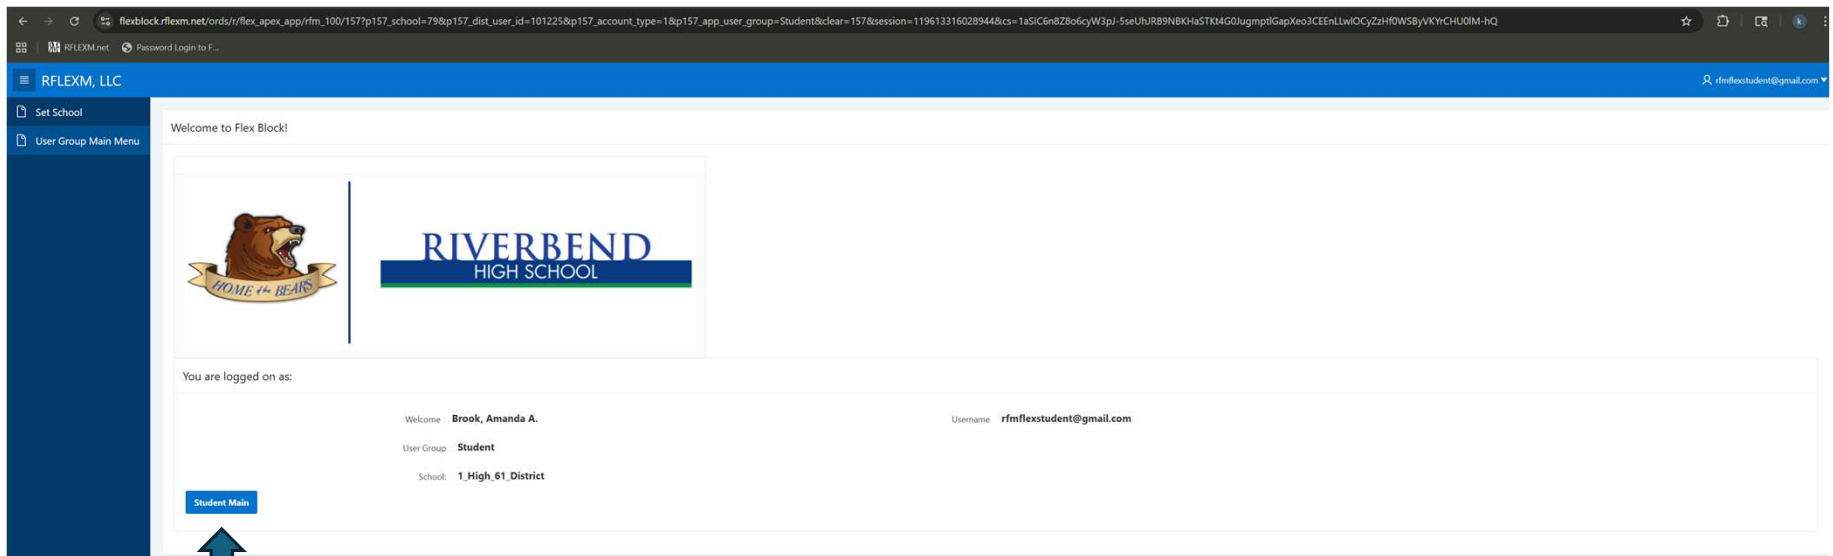 flexblock.rflexm.net/ords/r/flex_apex_app/rfm_100/157?p157_school=79&p157_dist_user_id=101225&p157_account_type=1&p157_app_user_group=Student&clear=157&session=119613316028944&cs=1aSlC6n8Z8o6cyW3pJ-5seUhJRB9NBKHaSTKt4G0JugmptlGapXeo3CEEnLLwlOCyZzHf0WSByVKYrCHU0lM-hQ
k
RFLEXM.net Password Login to F...
RFLEXM, LLC
rfmflexstudent@gmail.com
Set School
User Group Main Menu
Welcome to Flex Block!
HOME the BEARS
RIVERBEND
HIGH SCHOOL
You are logged on as:
Welcome Brook, Amanda A. Username rfmflexstudent@gmail.com
User Group Student
School: 1_High_61_District
Student Main